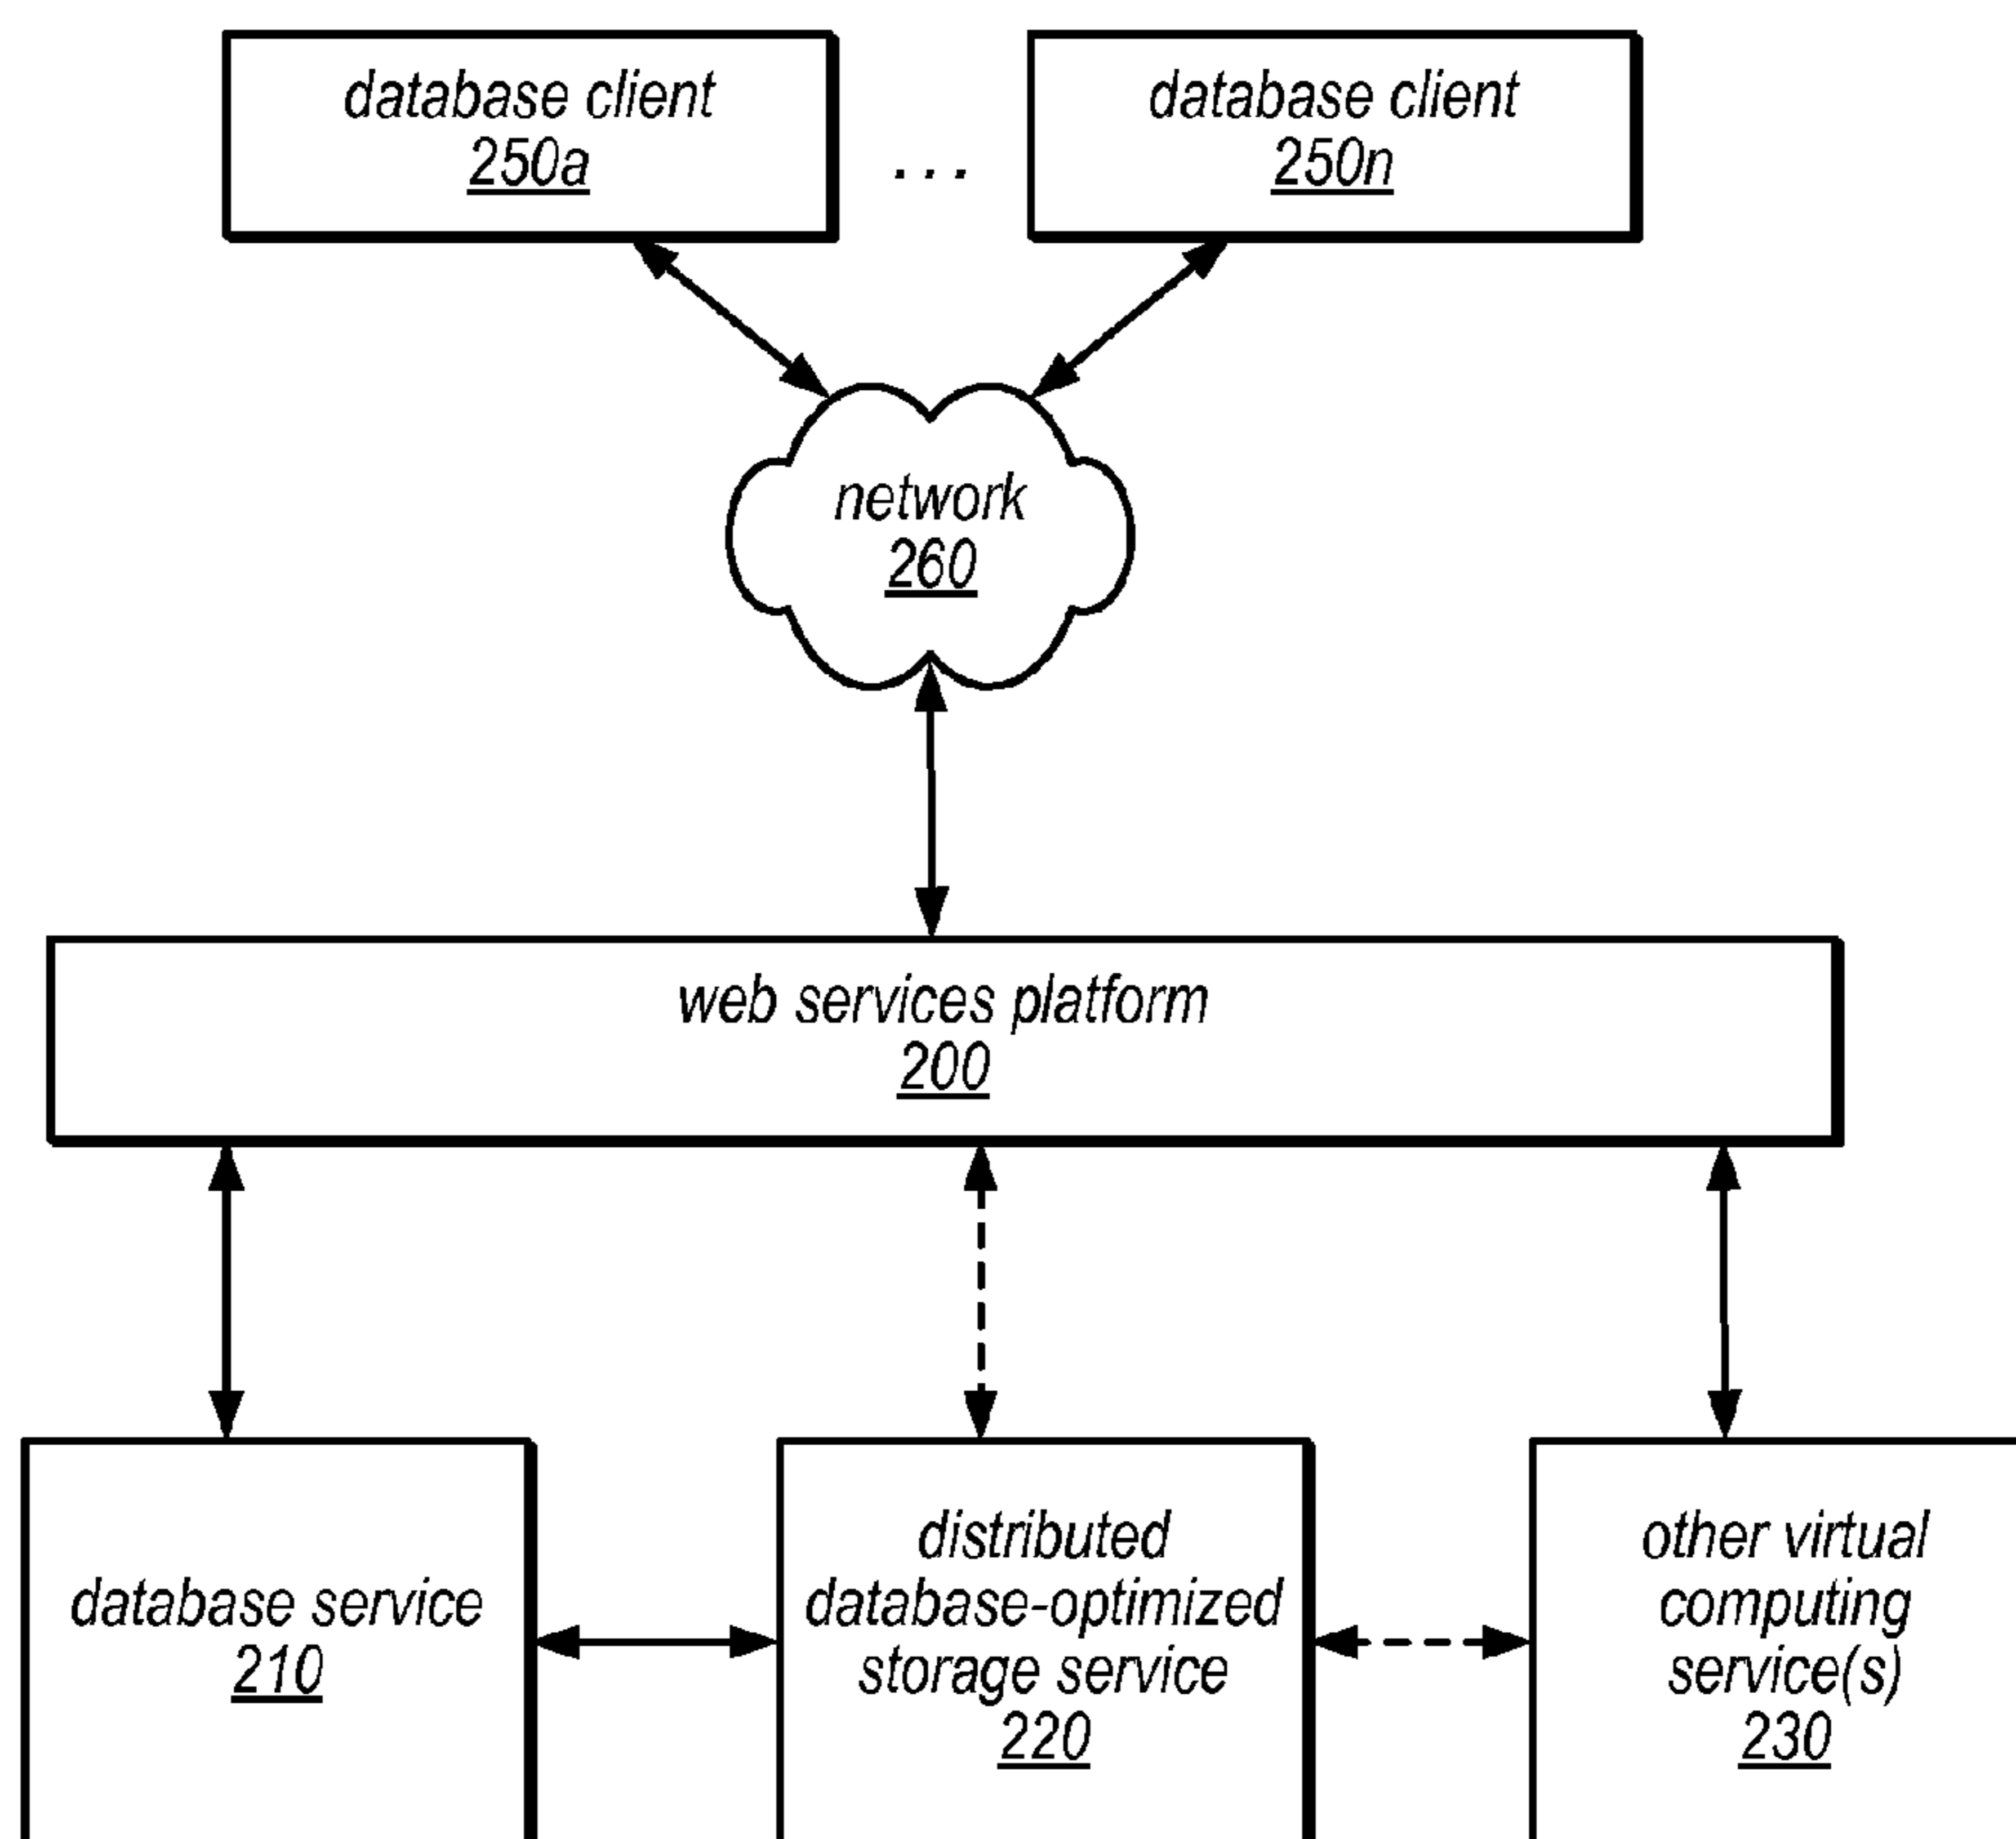 database client
250a
...
database client
250n
network
260
web services platform
200
database service
210
distributed
database-optimized
storage service
220
other virtual
computing
service(s)
230